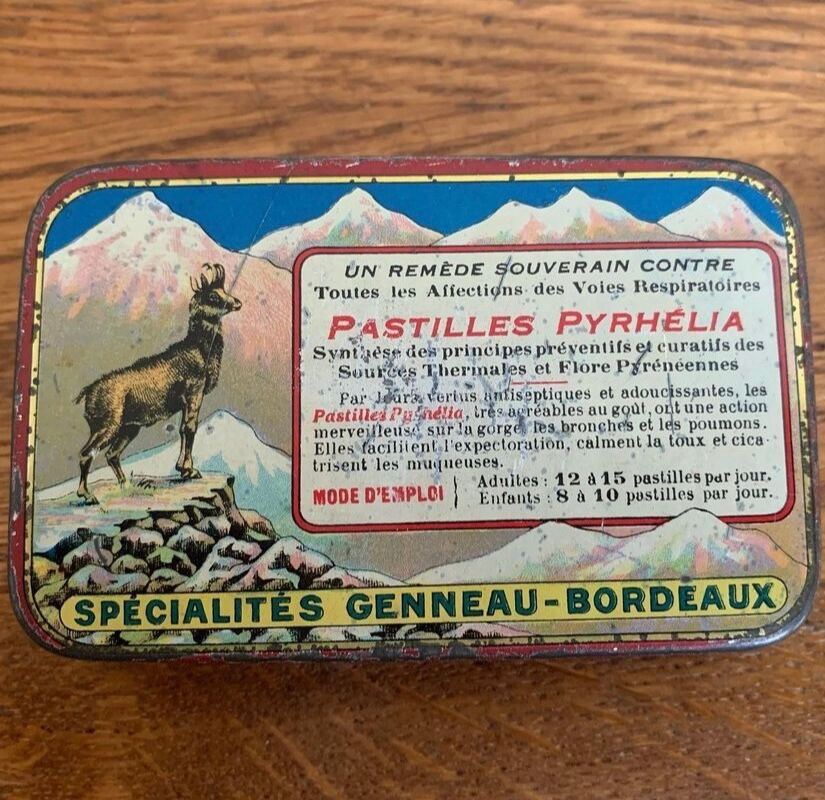 UN REMÈDE SOUVERAIN CONTRE
Toutes les Affections des Voies Respiratoires
PASTILLES PYRHÉLIA
Synthèse des principes préventifs et curatifs des
Sources Thermales et Flore Pyrénéennes
Par leurs vertus antiseptiques et adoucissantes, les
Pastilles Pyrhélia, très agréables au goût, ont une action
merveilleuse sur la gorge, les bronches et les poumons.
Elles facilitent l'expectoration, calment la toux et cica-
trisent les muqueuses.
MODE D'EMPLOI } Adultes : 12 à 15 pastilles par jour.
Enfants : 8 à 10 pastilles par jour.
SPÉCIALITÉS GENNEAU-BORDEAUX